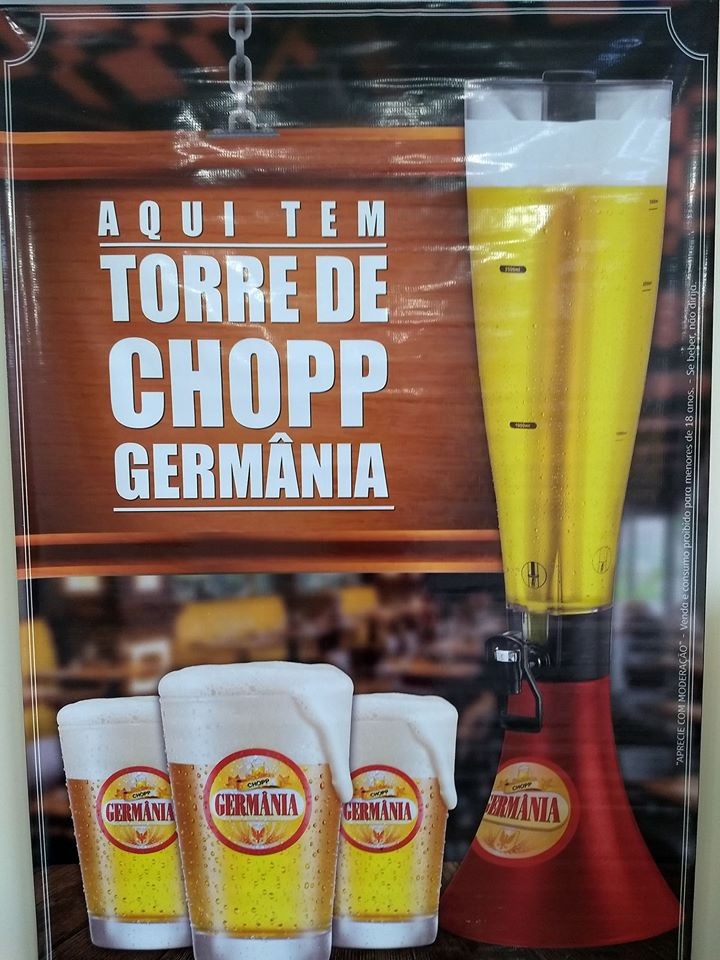 AQUI TEM
TORRE DE
CHOPP
GERMÂNIA
CHOPP
GERMÂNIA
CHOPP
GERMÂNIA
CHOPP
GERMÂNIA
CHOPP
GERMÂNIA
"APRECIE COM MODERAÇÃO" - Venda e consumo proibido para menores de 18 anos. - Se beber, não dirija.